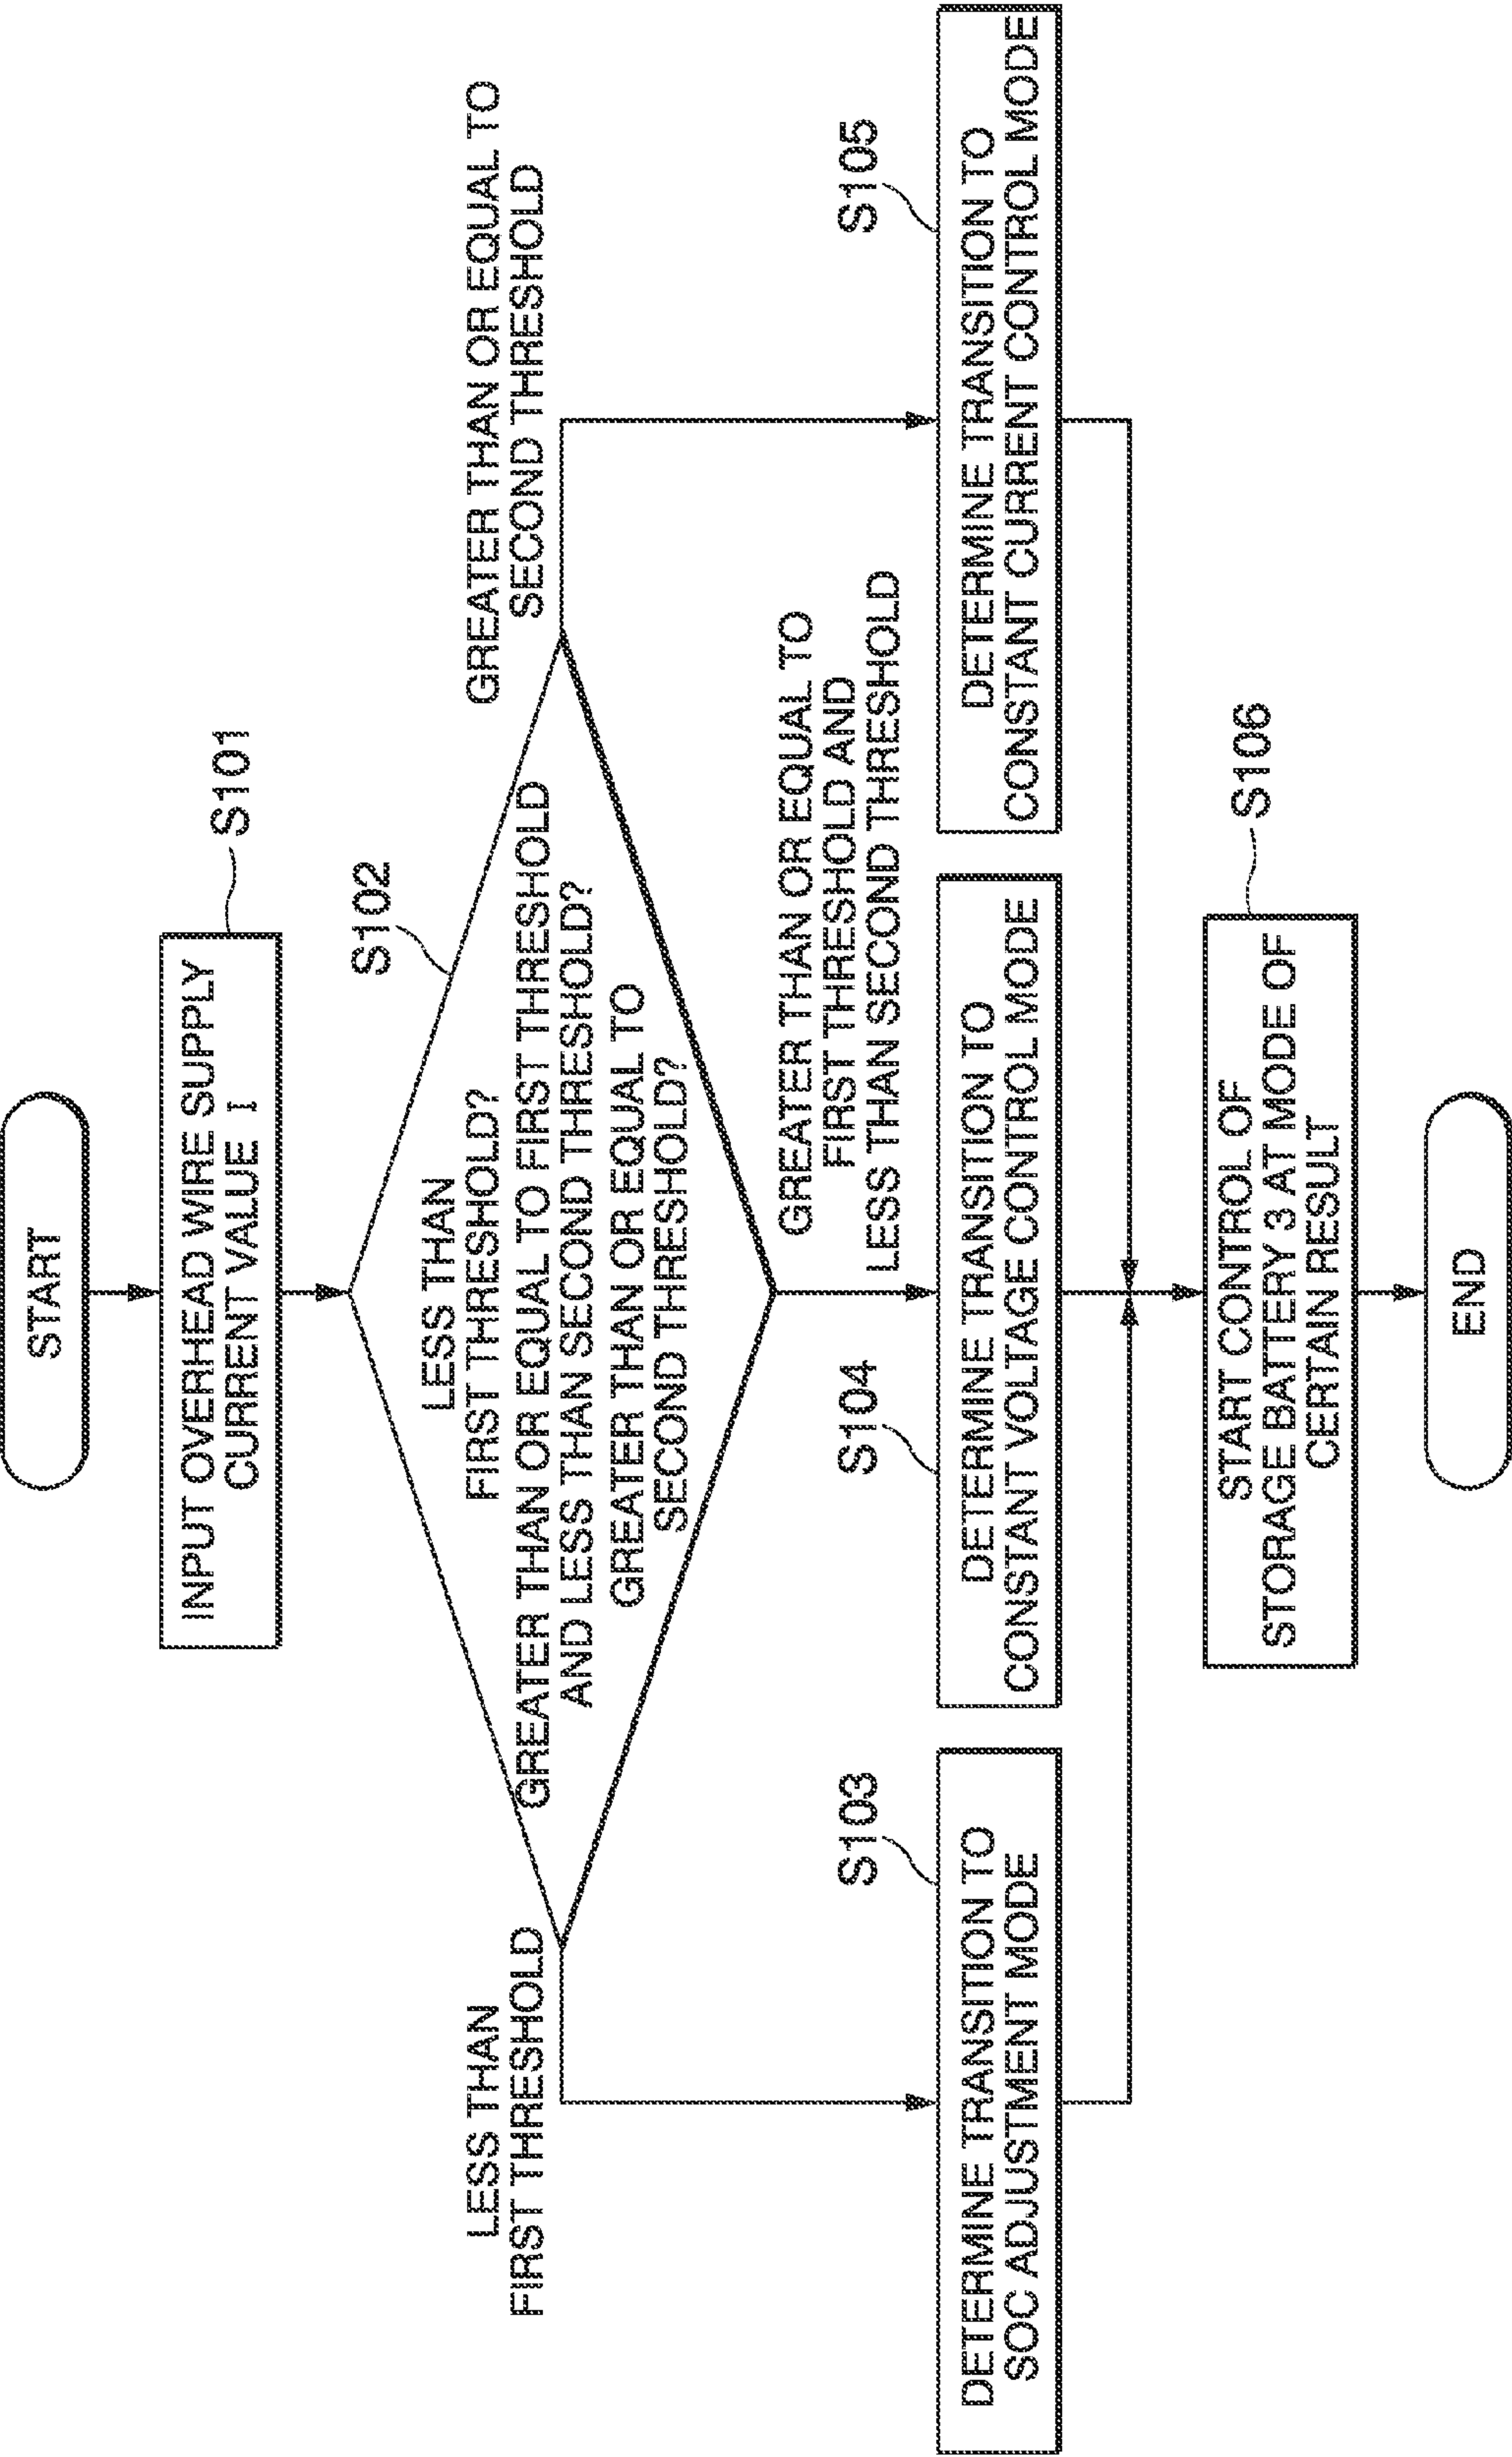 START
S101
INPUT OVERHEAD WIRE SUPPLY
CURRENT VALUE I
S102
LESS THAN
FIRST THRESHOLD?
GREATER THAN OR EQUAL TO FIRST THRESHOLD
AND LESS THAN SECOND THRESHOLD?
GREATER THAN OR EQUAL TO
SECOND THRESHOLD?
LESS THAN
FIRST THRESHOLD
GREATER THAN OR EQUAL TO
SECOND THRESHOLD
GREATER THAN OR EQUAL TO
FIRST THRESHOLD AND
LESS THAN SECOND THRESHOLD
S103
DETERMINE TRANSITION TO
SOC ADJUSTMENT MODE
S104
DETERMINE TRANSITION TO
CONSTANT VOLTAGE CONTROL MODE
S105
DETERMINE TRANSITION TO
CONSTANT CURRENT CONTROL MODE
S106
START CONTROL OF
STORAGE BATTERY 3 AT MODE OF
CERTAIN RESULT
END